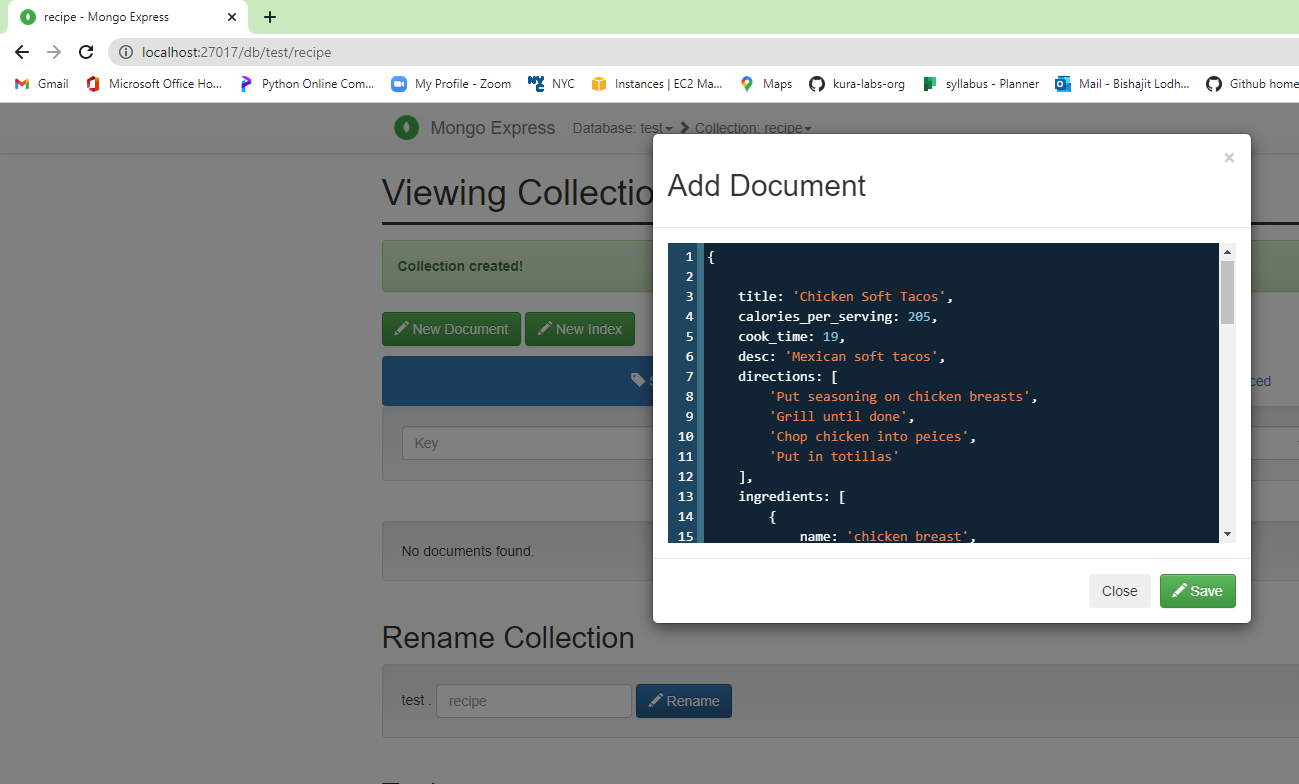 recipe - Mongo Express
localhost:27017/db/test/recipe
Gmail Microsoft Office Ho... Python Online Com... My Profile - Zoom NYC Instances | EC2 Ma... Maps kura-labs-org syllabus - Planner Mail - Bishajit Lodh... Github home
Mongo Express Database: test Collection: recipe
Viewing Collectio
Collection created!
New Document New Index
S
ced
Key
No documents found.
Rename Collection
test . recipe Rename
×
Add Document
1 {
2
3 title: 'Chicken Soft Tacos',
4 calories_per_serving: 205,
5 cook_time: 19,
6 desc: 'Mexican soft tacos',
7 directions: [
8 'Put seasoning on chicken breasts',
9 'Grill until done',
10 'Chop chicken into peices',
11 'Put in totillas'
12 ],
13 ingredients: [
14 {
15 name: 'chicken breast',
Close Save